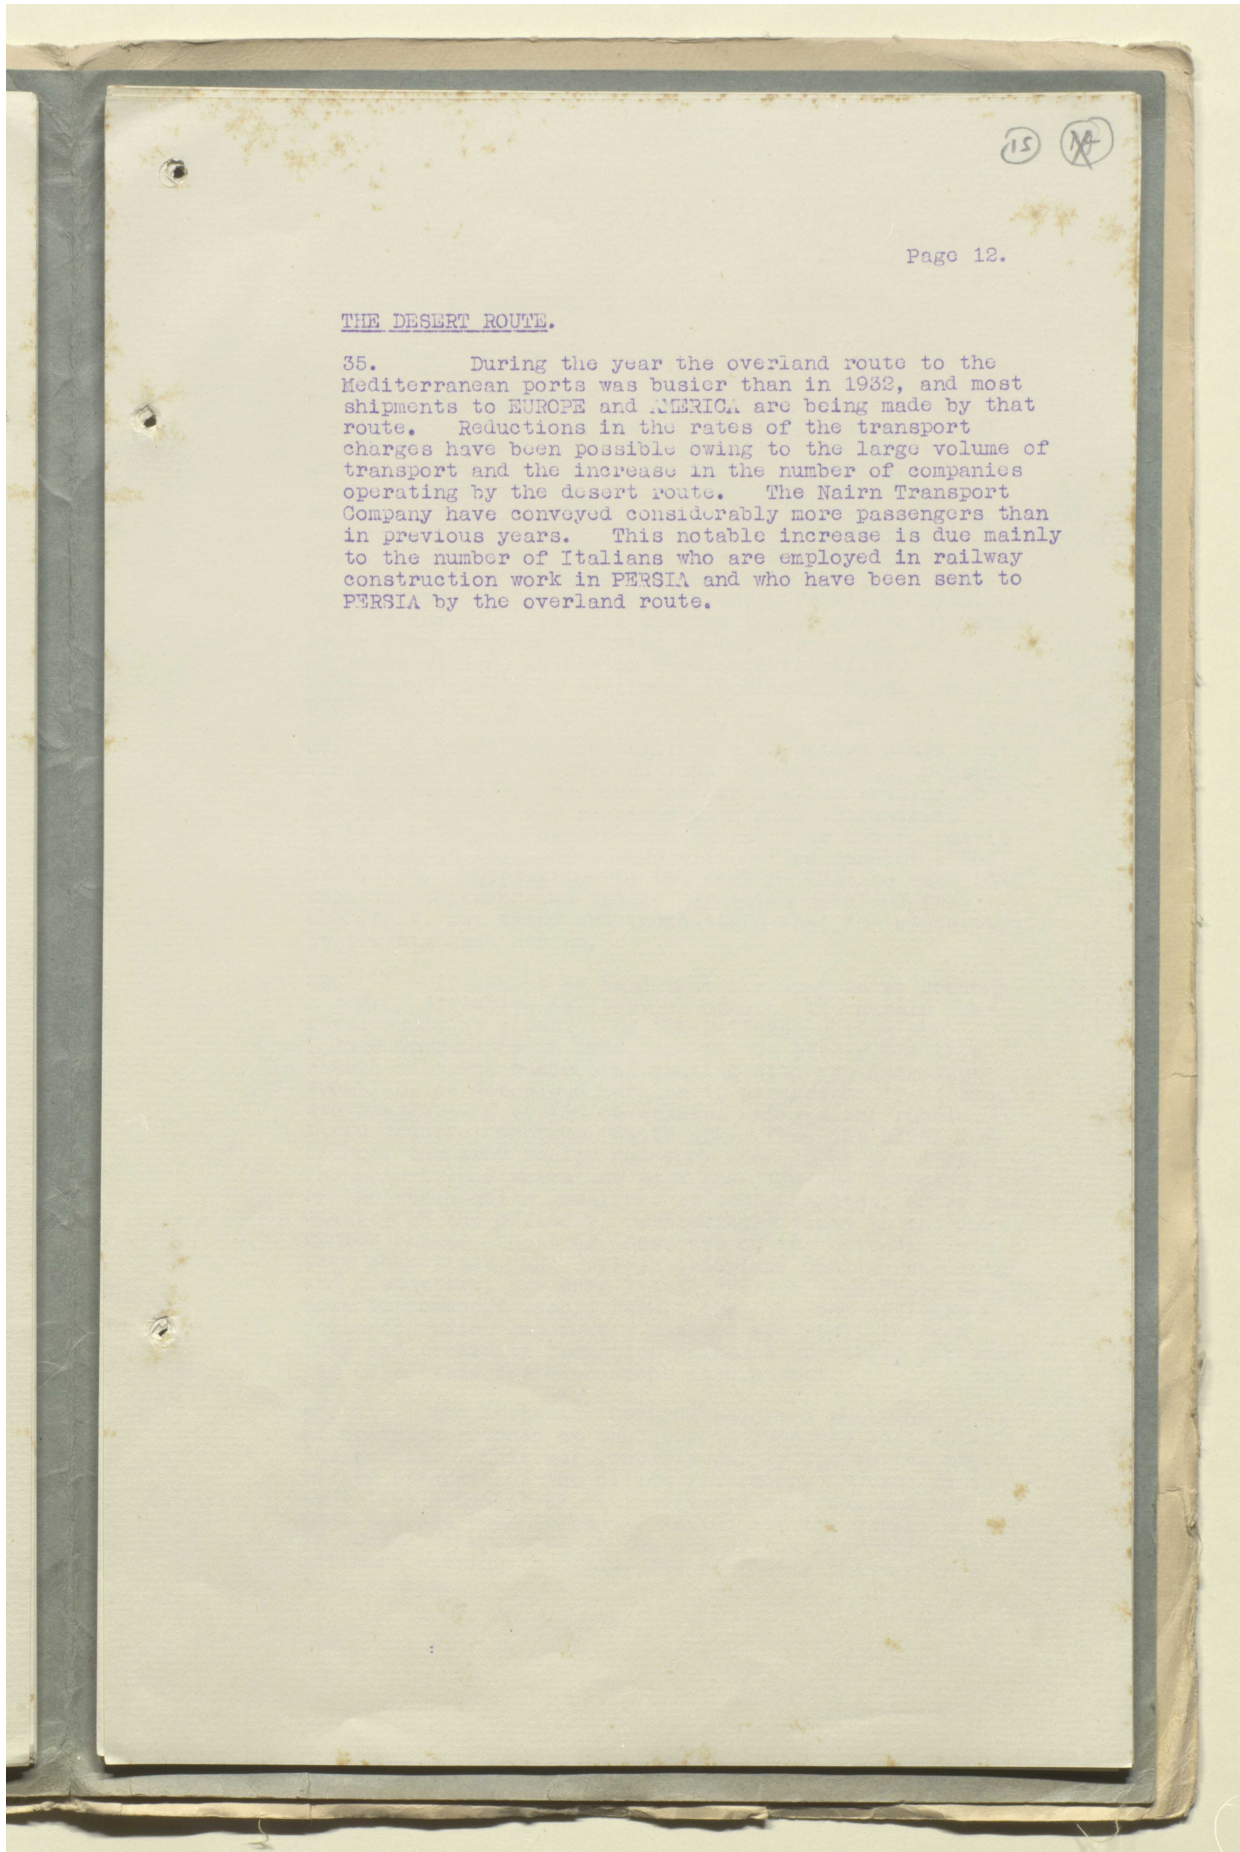 15
Page 12.
THE DESERT ROUTE.
35. During the year the overland route to the
Mediterranean ports was busier than in 1932, and most
shipments to EUROPE and AMERICA are being made by that
route. Reductions in the rates of the transport
charges have been possible owing to the large volume of
transport and the increase in the number of companies
operating by the desert route. The Nairn Transport
Company have conveyed considerably more passengers than
in previous years. This notable increase is due mainly
to the number of Italians who are employed in railway
construction work in PERSIA and who have been sent to
PERSIA by the overland route.